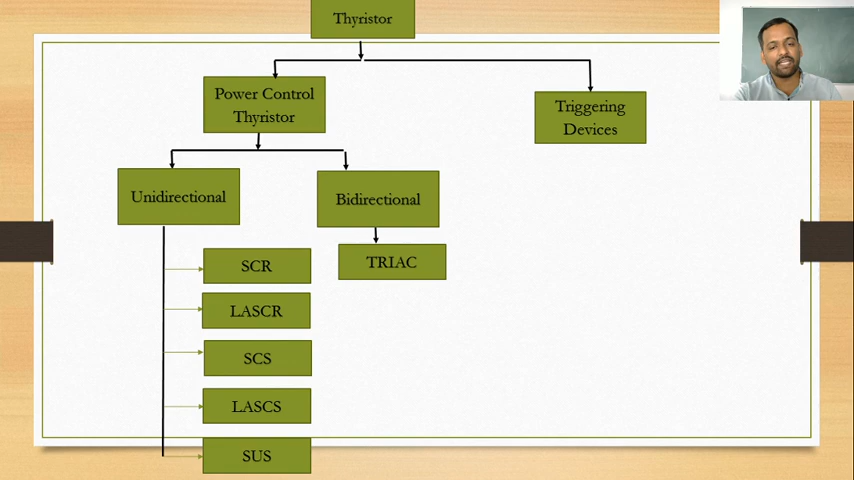 Thyristor
Power Control
Thyristor
Triggering
Devices
Unidirectional
Bidirectional
SCR
TRIAC
LASCR
SCS
LASCS
SUS